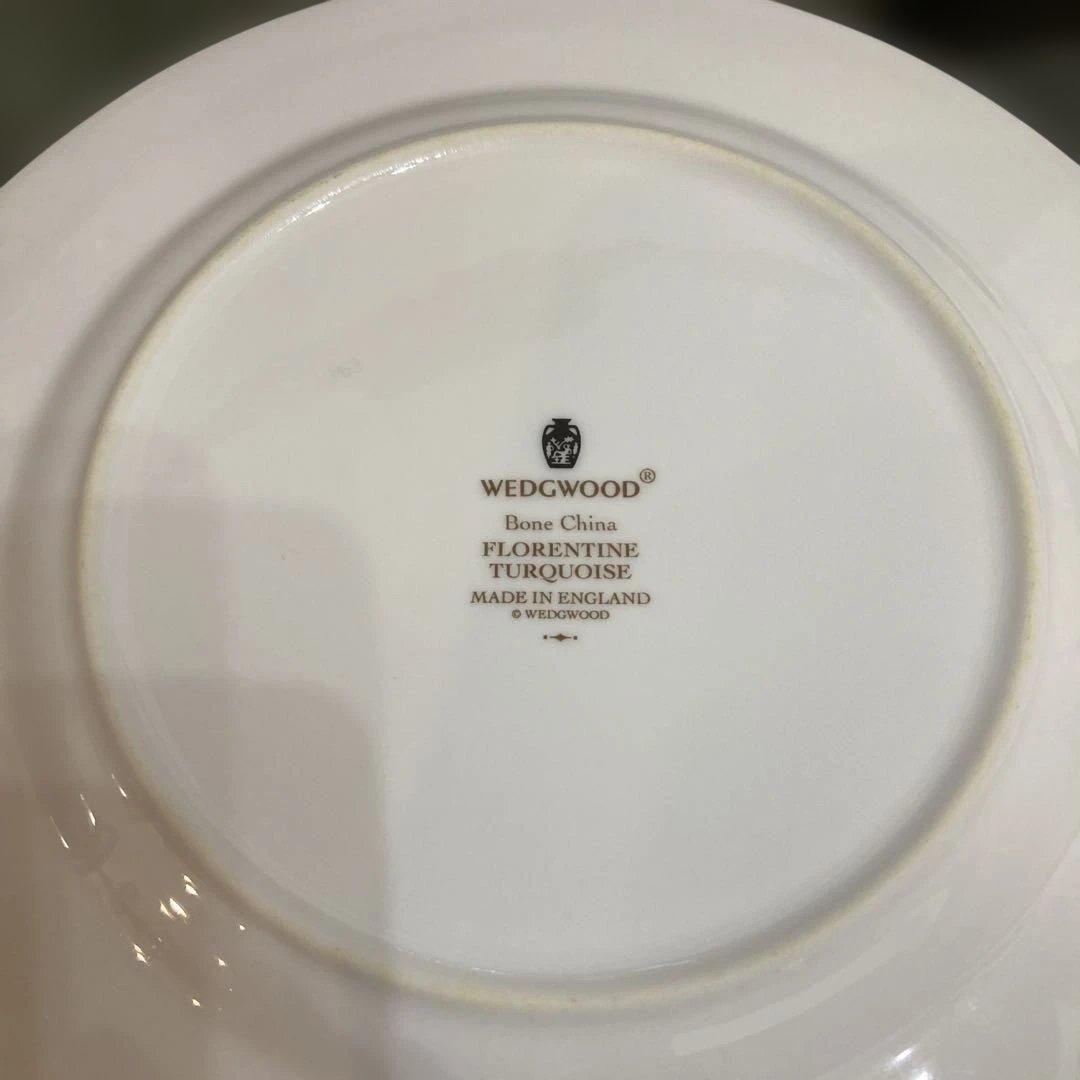 WEDGWOOD®
Bone China
FLORENTINE
TURQUOISE
MADE IN ENGLAND
© WEDGWOOD